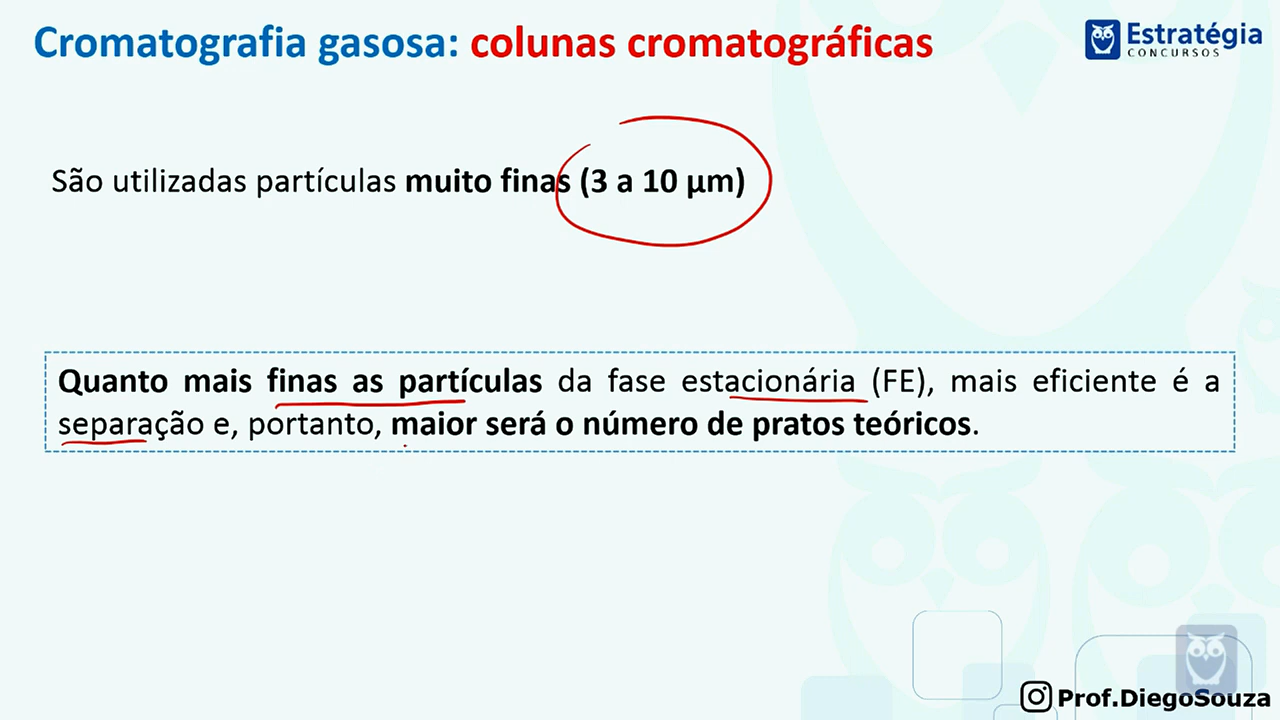 Cromatografia gasosa: colunas cromatográficas
Estratégia
CONCURSOS
São utilizadas partículas muito finas (3 a 10 µm)
Quanto mais finas as partículas da fase estacionária (FE), mais eficiente é a
separação e, portanto, maior será o número de pratos teóricos.
Prof.DiegoSouza